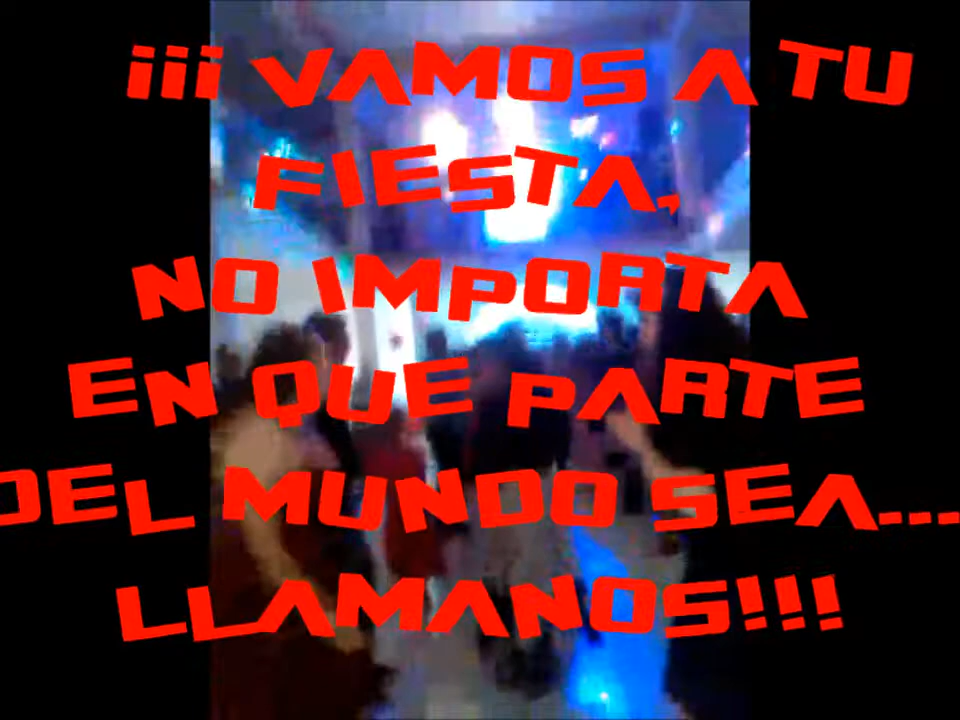 ¡¡¡ VAMOS A TU
FIESTA,
NO IMPORTA
EN QUE PARTE
DEL MUNDO SEA...
LLAMANOS!!!